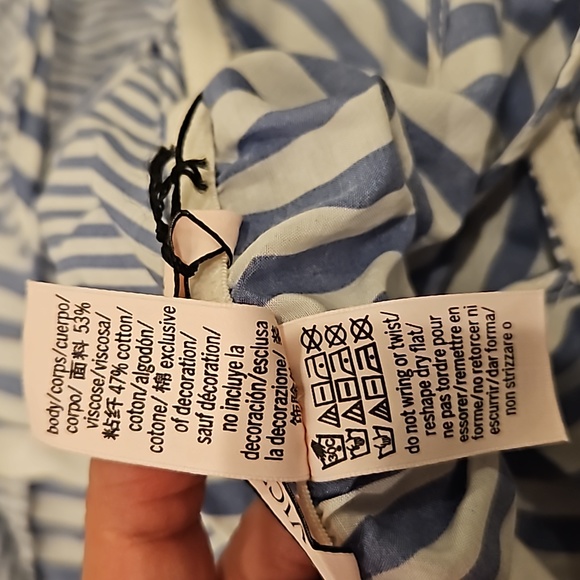 body/corps/cuerpo/
corpo/ 面料 53%
viscose/viscosa/
粘纤 47% cotton/
coton/algodón/
cotone/ 棉 exclusive
of decoration/
sauf décoration/
no incluye la
decoración/esclusa
la decorazione/
30C
do not wring or twist/
reshape dry flat/
ne pas tordre pour
essorer/remettre en
forme/no retorcer ni
escurrir/dar forma/
non strizzare o
VIC